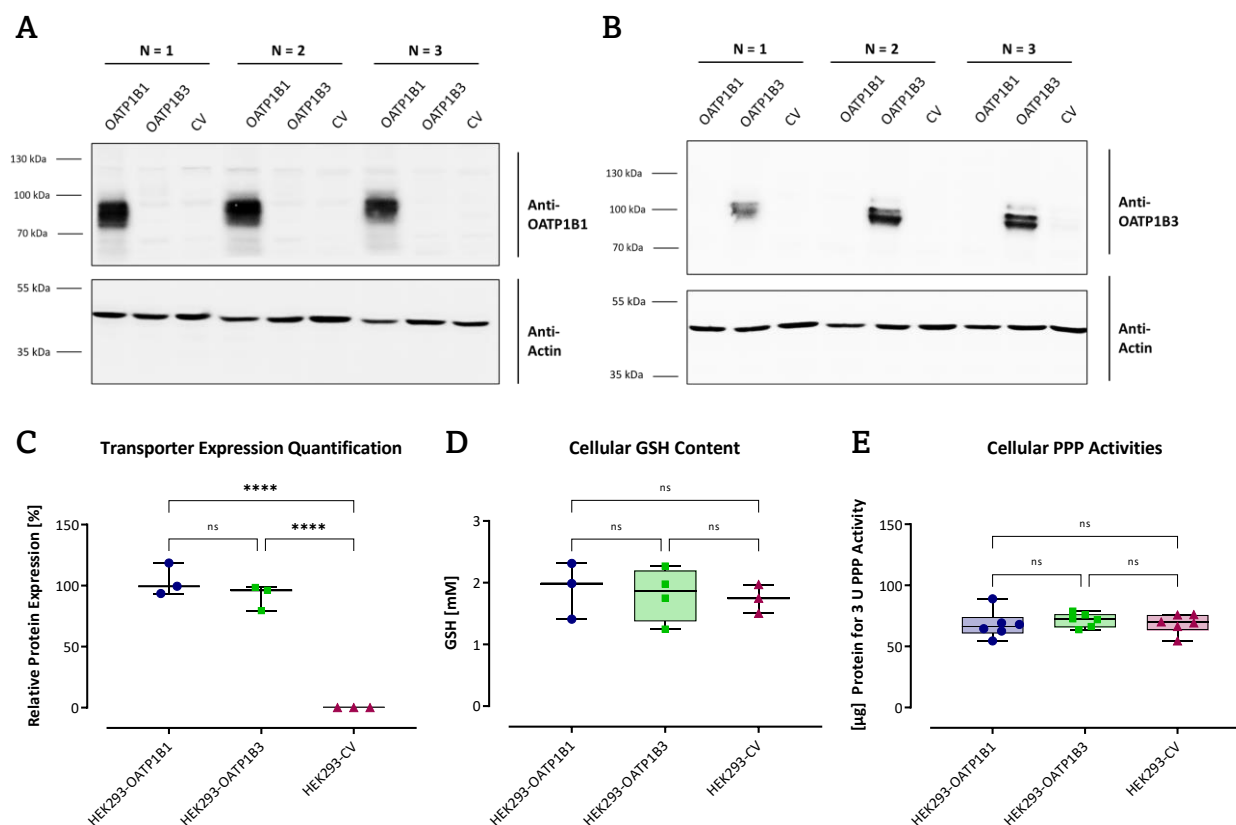 A
N = 1
N = 2
N = 3
OATP1B1
OATP1B3
CV
OATP1B1
OATP1B3
CV
OATP1B1
OATP1B3
CV
130 kDa
100 kDa
70 kDa
Anti-
OATP1B1
55 kDa
35 kDa
Anti-
Actin
B
N = 1
N = 2
N = 3
OATP1B1
OATP1B3
CV
OATP1B1
OATP1B3
CV
OATP1B1
OATP1B3
CV
130 kDa
100 kDa
70 kDa
Anti-
OATP1B3
55 kDa
35 kDa
Anti-
Actin
C
Transporter Expression Quantification
Relative Protein Expression [%]
150
100
50
0
****
ns
****
HEK293-OATP1B1
HEK293-OATP1B3
HEK293-CV
D
Cellular GSH Content
GSH [mM]
3
2
1
0
ns
ns
ns
HEK293-OATP1B1
HEK293-OATP1B3
HEK293-CV
E
Cellular PPP Activities
[µg] Protein for 3 U PPP Activity
150
100
50
0
ns
ns
ns
HEK293-OATP1B1
HEK293-OATP1B3
HEK293-CV